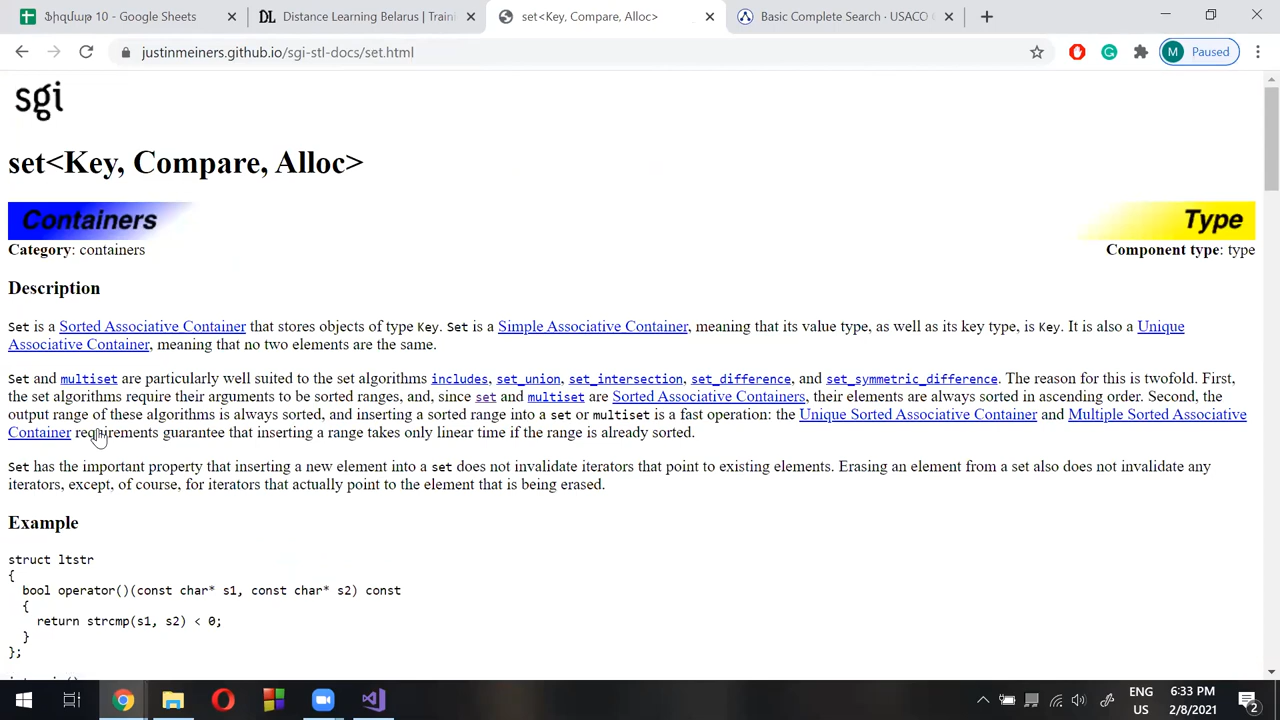 Ֆիզմաթ 10 - Google Sheets
Distance Learning Belarus | Traini
set<Key, Compare, Alloc>
Basic Complete Search · USACO
justinmeiners.github.io/sgi-stl-docs/set.html
M Paused
sgi
set<Key, Compare, Alloc>
Containers Type
Category: containers Component type: type
Description
Set is a Sorted Associative Container that stores objects of type Key. Set is a Simple Associative Container, meaning that its value type, as well as its key type, is Key. It is also a Unique
Associative Container, meaning that no two elements are the same.
Set and multiset are particularly well suited to the set algorithms includes, set_union, set_intersection, set_difference, and set_symmetric_difference. The reason for this is twofold. First,
the set algorithms require their arguments to be sorted ranges, and, since set and multiset are Sorted Associative Containers, their elements are always sorted in ascending order. Second, the
output range of these algorithms is always sorted, and inserting a sorted range into a set or multiset is a fast operation: the Unique Sorted Associative Container and Multiple Sorted Associative
Container requirements guarantee that inserting a range takes only linear time if the range is already sorted.
Set has the important property that inserting a new element into a set does not invalidate iterators that point to existing elements. Erasing an element from a set also does not invalidate any
iterators, except, of course, for iterators that actually point to the element that is being erased.
Example
struct ltstr
{
bool operator()(const char* s1, const char* s2) const
{
return strcmp(s1, s2) < 0;
}
};
ENG
US
6:33 PM
2/8/2021
2